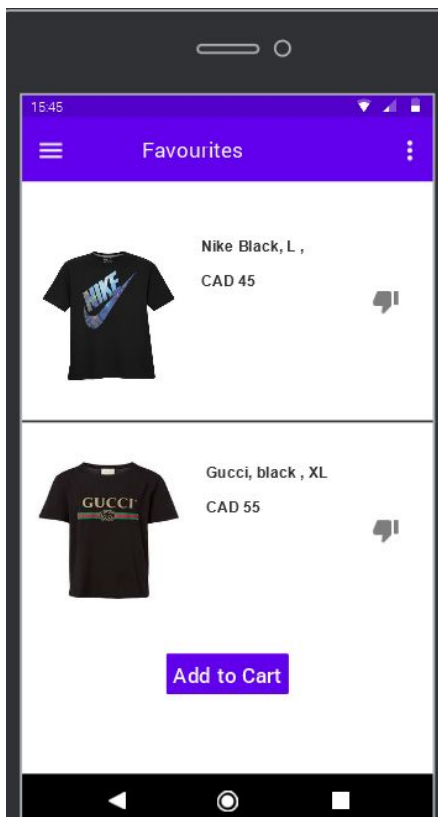 15:45
Favourites
Nike Black, L ,
CAD 45
NIKE
Gucci, black , XL
CAD 55
GUCCI
Add to Cart